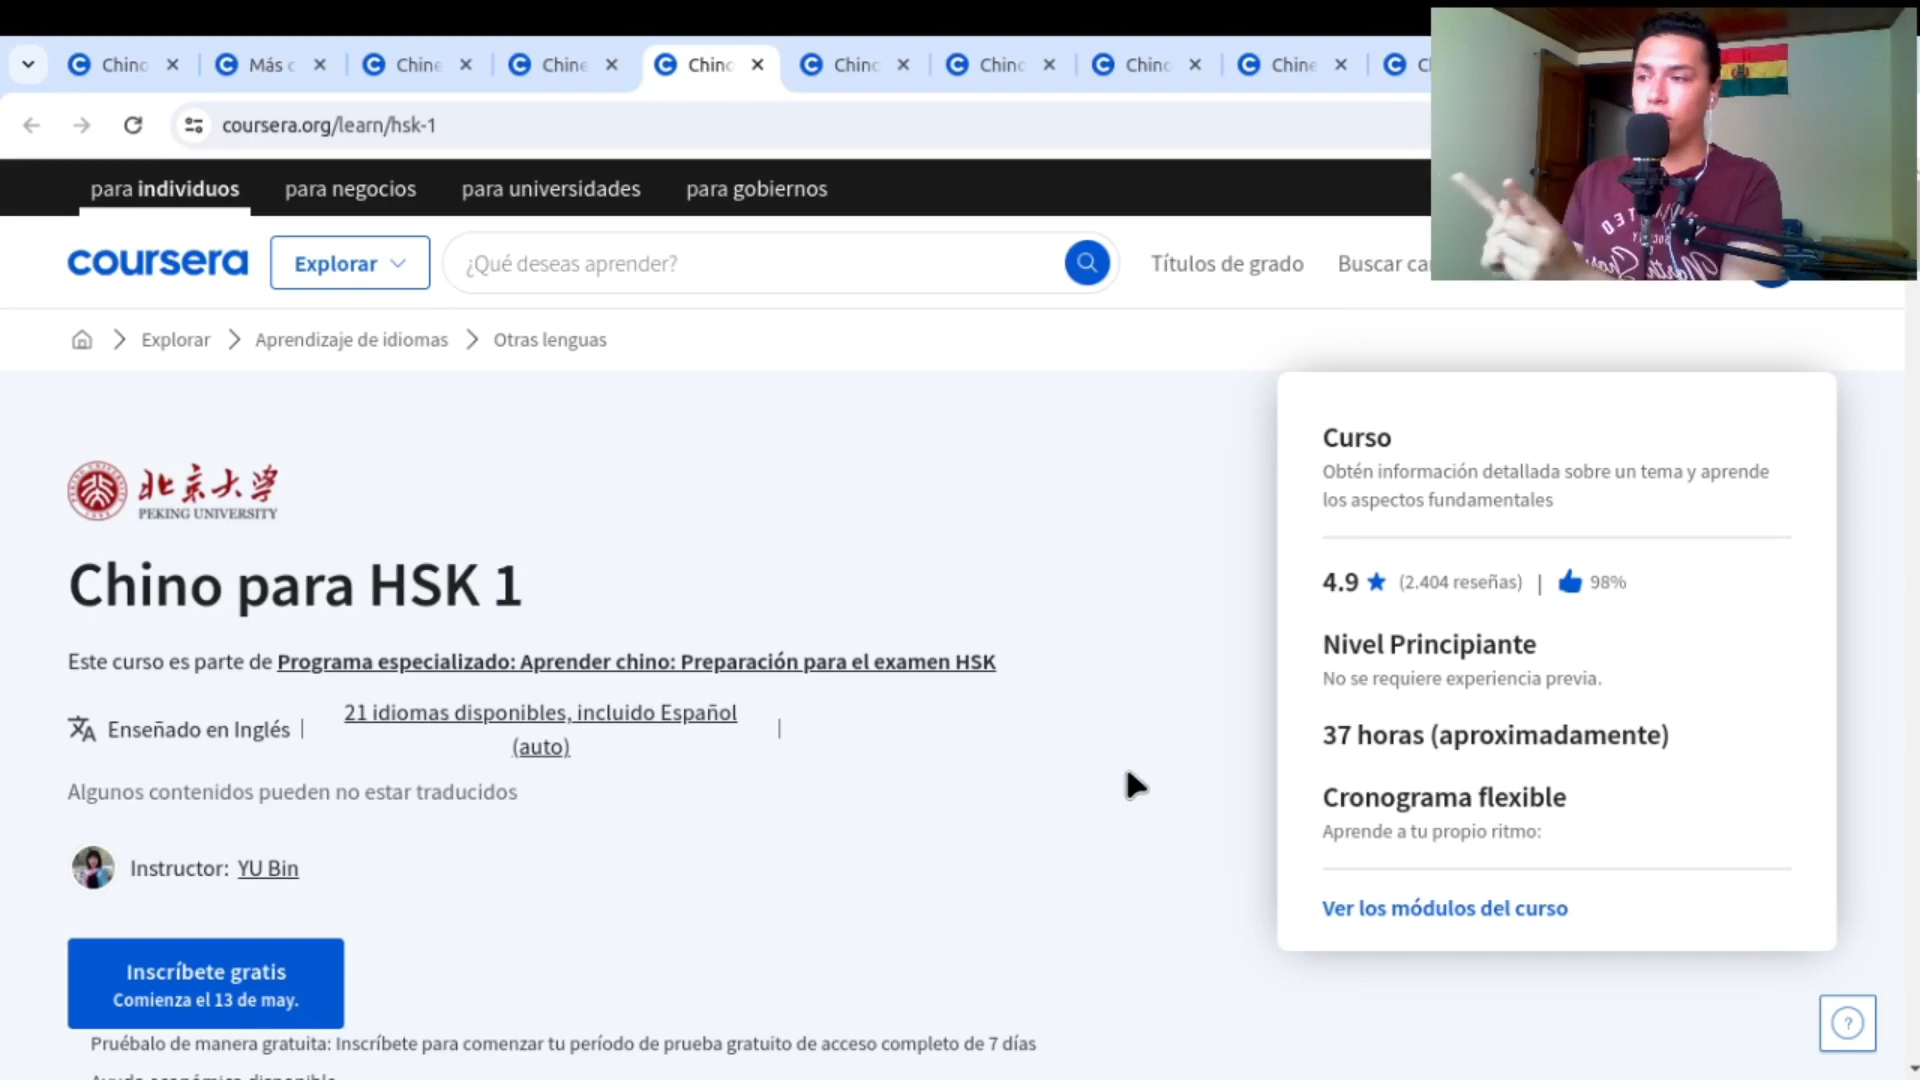 Chino
Más c
Chine
Chine
Chino
Chino
Chino
Chino
Chine
coursera.org/learn/hsk-1
para individuos
para negocios
para universidades
para gobiernos
coursera
Explorar
¿Qué deseas aprender?
Títulos de grado
Buscar ca
Explorar
Aprendizaje de idiomas
Otras lenguas
北京大学
PEKING UNIVERSITY
Chino para HSK 1
Este curso es parte de Programa especializado: Aprender chino: Preparación para el examen HSK
Enseñado en Inglés |
21 idiomas disponibles, incluido Español
(auto)
|
Algunos contenidos pueden no estar traducidos
Instructor: YU Bin
Inscríbete gratis
Comienza el 13 de may.
Pruébalo de manera gratuita: Inscríbete para comenzar tu período de prueba gratuito de acceso completo de 7 días
Ayuda económica disponible
Curso
Obtén información detallada sobre un tema y aprende
los aspectos fundamentales
4.9 ★ (2.404 reseñas) | 98%
Nivel Principiante
No se requiere experiencia previa.
37 horas (aproximadamente)
Cronograma flexible
Aprende a tu propio ritmo:
Ver los módulos del curso
?